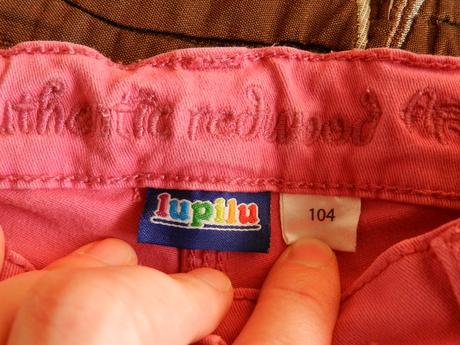 authentic redwood
lupilu
104